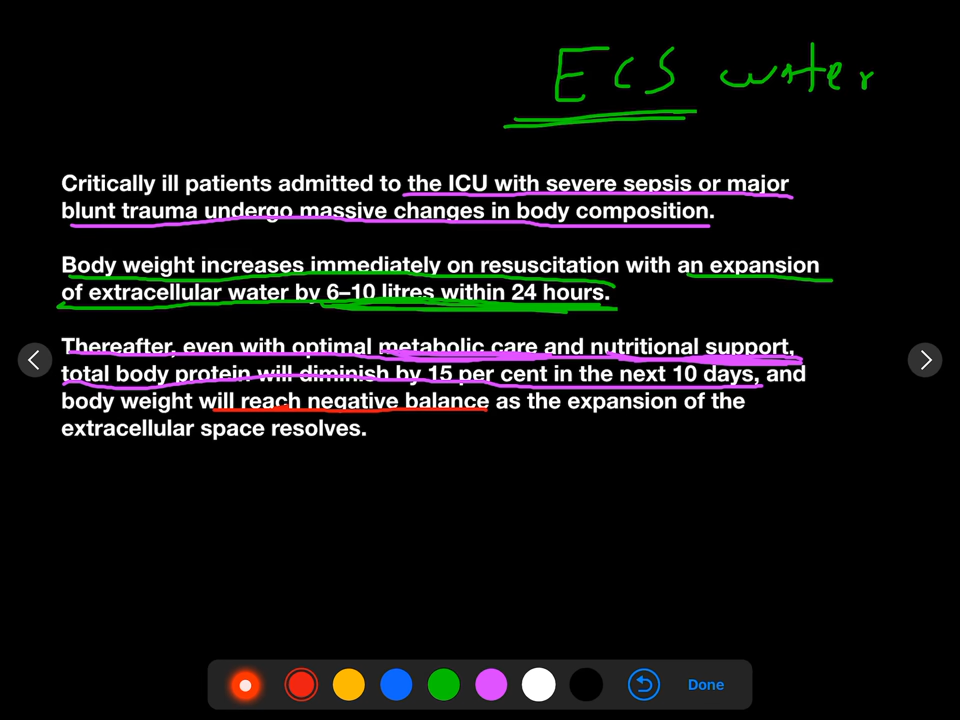 ECS water
Critically ill patients admitted to the ICU with severe sepsis or major
blunt trauma undergo massive changes in body composition.
Body weight increases immediately on resuscitation with an expansion
of extracellular water by 6–10 litres within 24 hours.
Thereafter, even with optimal metabolic care and nutritional support,
total body protein will diminish by 15 per cent in the next 10 days, and
body weight will reach negative balance as the expansion of the
extracellular space resolves.
Done